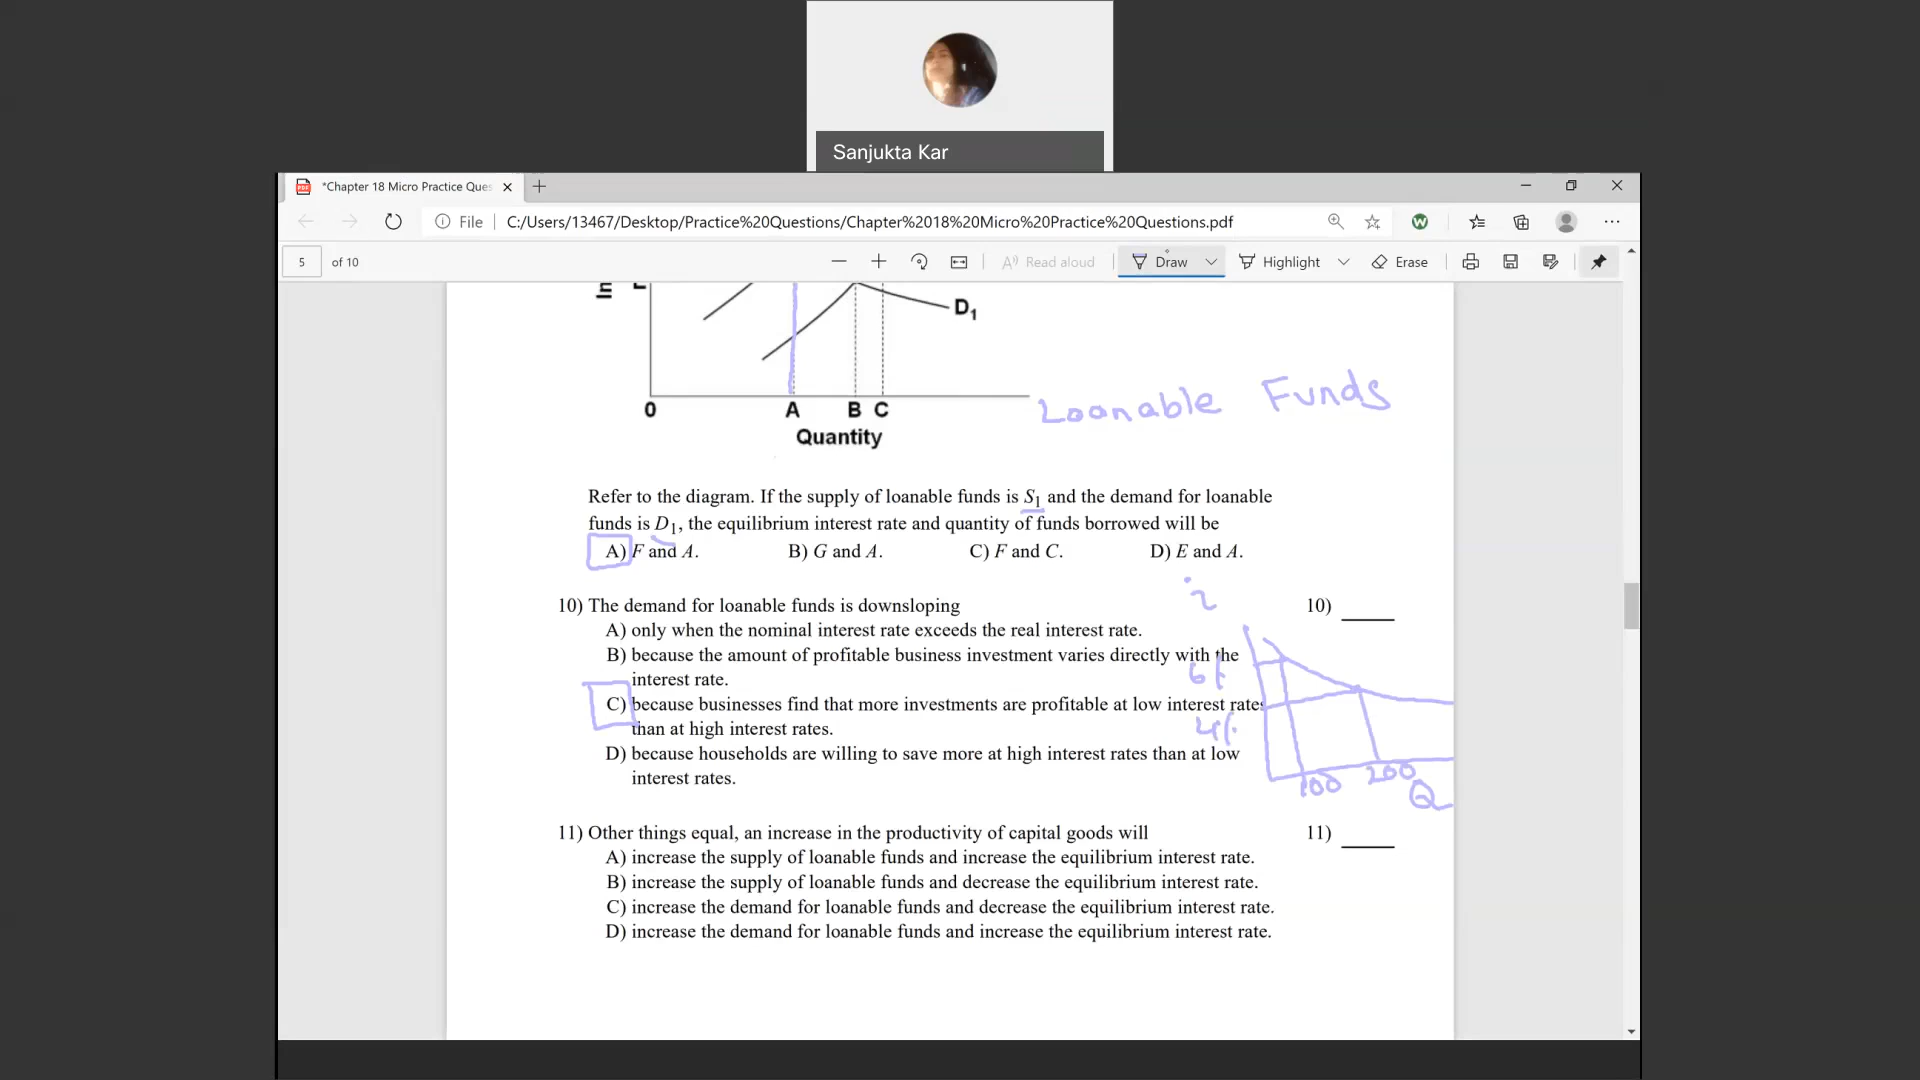 Sanjukta Kar
*Chapter 18 Micro Practice Ques
File C:/Users/13467/Desktop/Practice%20Questions/Chapter%2018%20Micro%20Practice%20Questions.pdf
5 of 10 Read aloud Draw Highlight Erase
D1
0 A B C
Quantity
Loanable Funds
Refer to the diagram. If the supply of loanable funds is S1 and the demand for loanable
funds is D1, the equilibrium interest rate and quantity of funds borrowed will be
A) F and A. B) G and A. C) F and C. D) E and A.
i
10) The demand for loanable funds is downsloping 10) ______
A) only when the nominal interest rate exceeds the real interest rate.
B) because the amount of profitable business investment varies directly with the
interest rate.
6%
C) because businesses find that more investments are profitable at low interest rates
than at high interest rates.
4%
D) because households are willing to save more at high interest rates than at low
interest rates.
100 200
Q
11) Other things equal, an increase in the productivity of capital goods will 11) ______
A) increase the supply of loanable funds and increase the equilibrium interest rate.
B) increase the supply of loanable funds and decrease the equilibrium interest rate.
C) increase the demand for loanable funds and decrease the equilibrium interest rate.
D) increase the demand for loanable funds and increase the equilibrium interest rate.